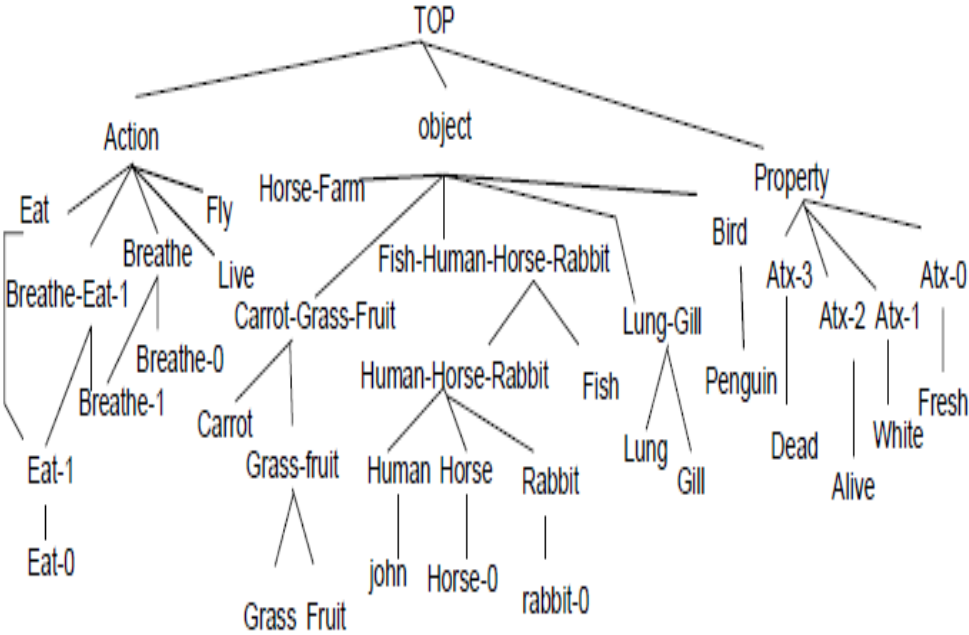 TOP
Action
object
Property
Eat
Fly
Horse-Farm
Bird
Breathe
Live
Fish-Human-Horse-Rabbit
Atx-3
Atx-0
Breathe-Eat-1
Carrot-Grass-Fruit
Lung-Gill
Atx-2
Atx-1
Breathe-0
Human-Horse-Rabbit
Fish
Penguin
Breathe-1
Fresh
Carrot
White
Lung
Dead
Eat-1
Grass-fruit
Human
Horse
Rabbit
Gill
Alive
Eat-0
john
Horse-0
rabbit-0
Grass
Fruit